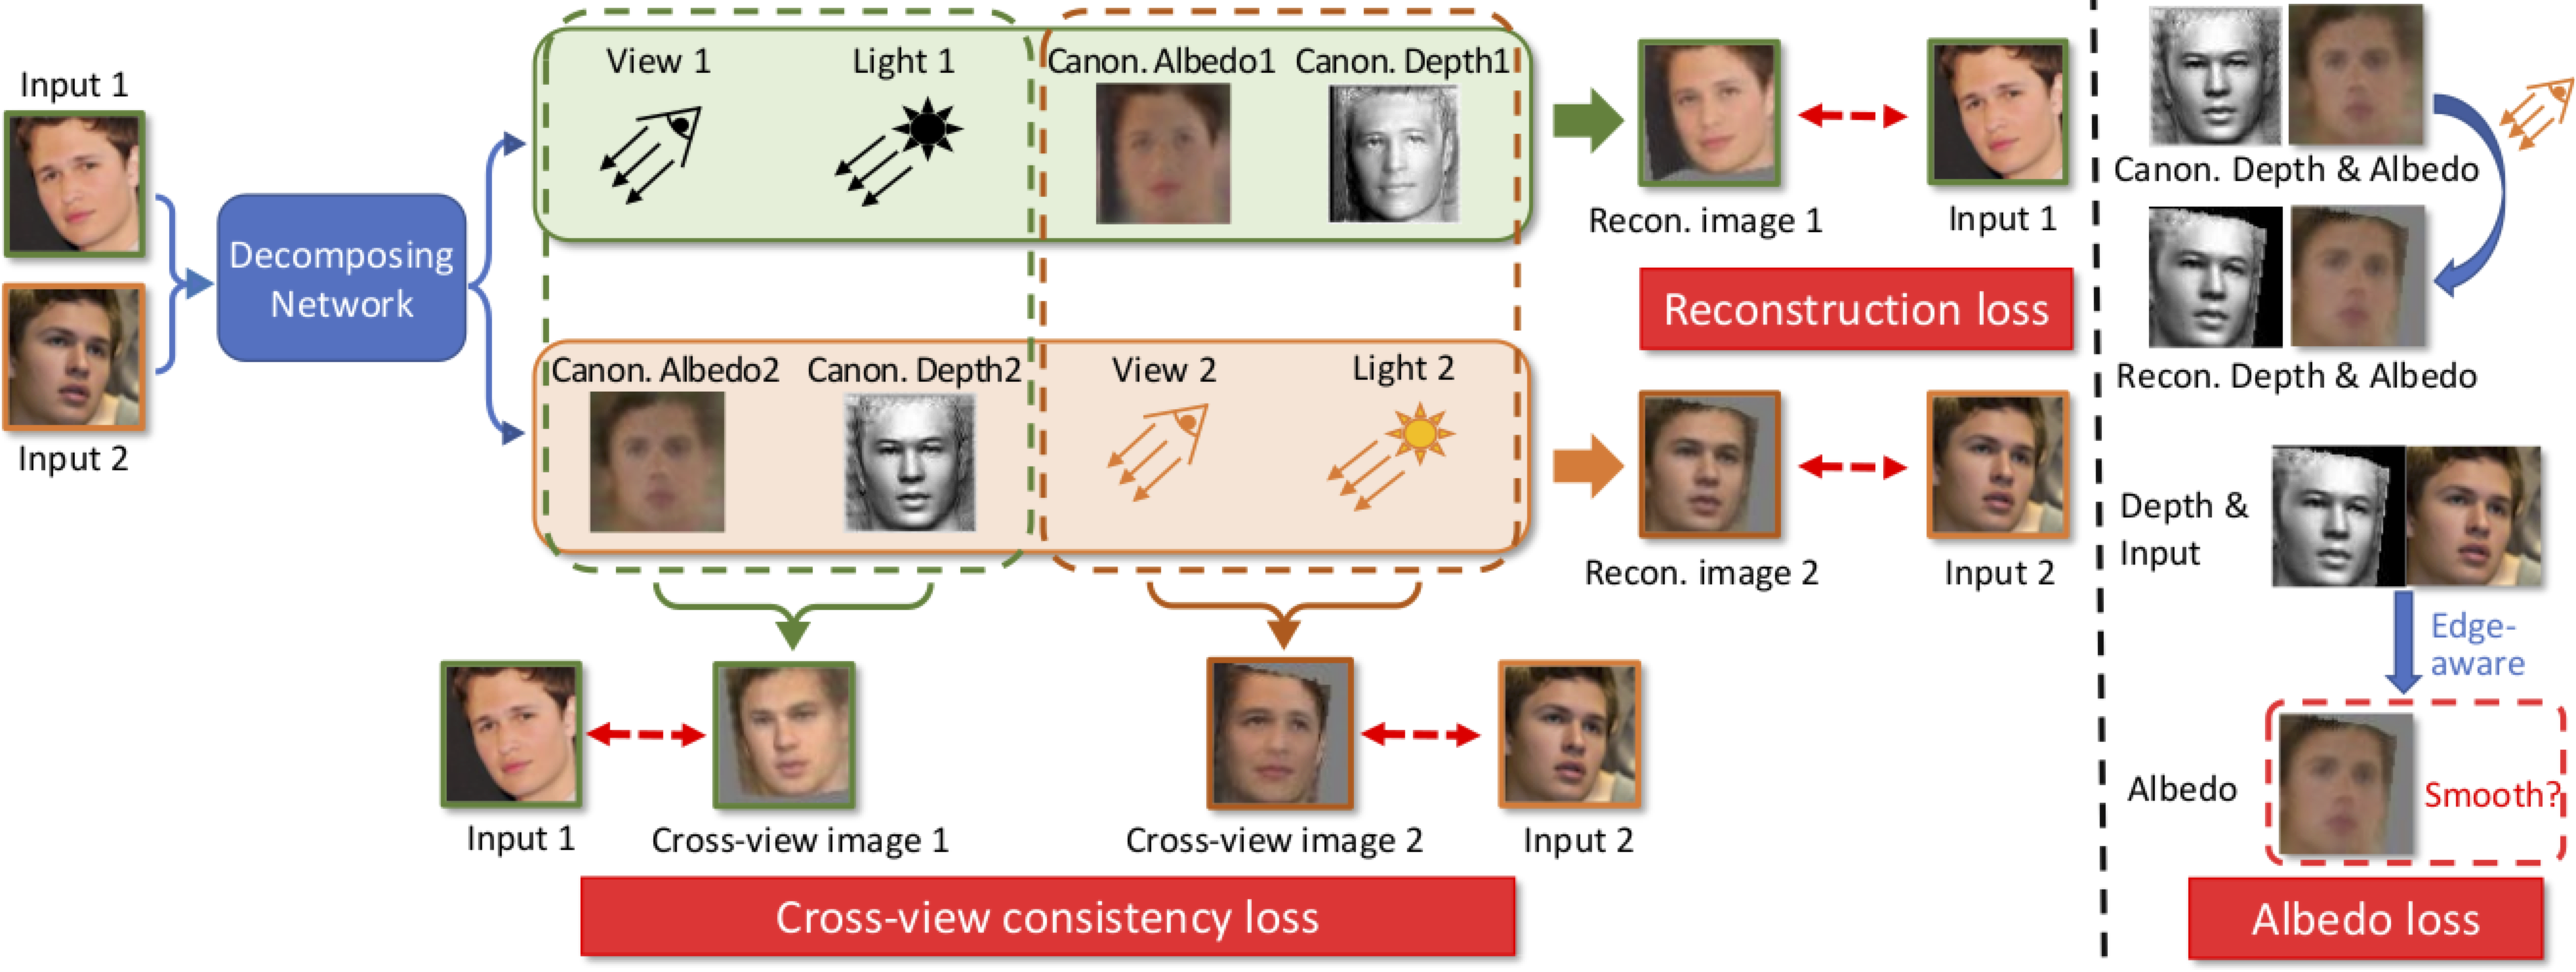 Input 1
Input 2
Decomposing
Network
View 1
Light 1
Canon. Albedo1
Canon. Depth1
Canon. Albedo2
Canon. Depth2
View 2
Light 2
Recon. image 1
Input 1
Reconstruction loss
Recon. image 2
Input 2
Input 1
Cross-view image 1
Cross-view image 2
Input 2
Cross-view consistency loss
Canon. Depth & Albedo
Recon. Depth & Albedo
Depth &
Input
Edge-
aware
Albedo
Smooth?
Albedo loss